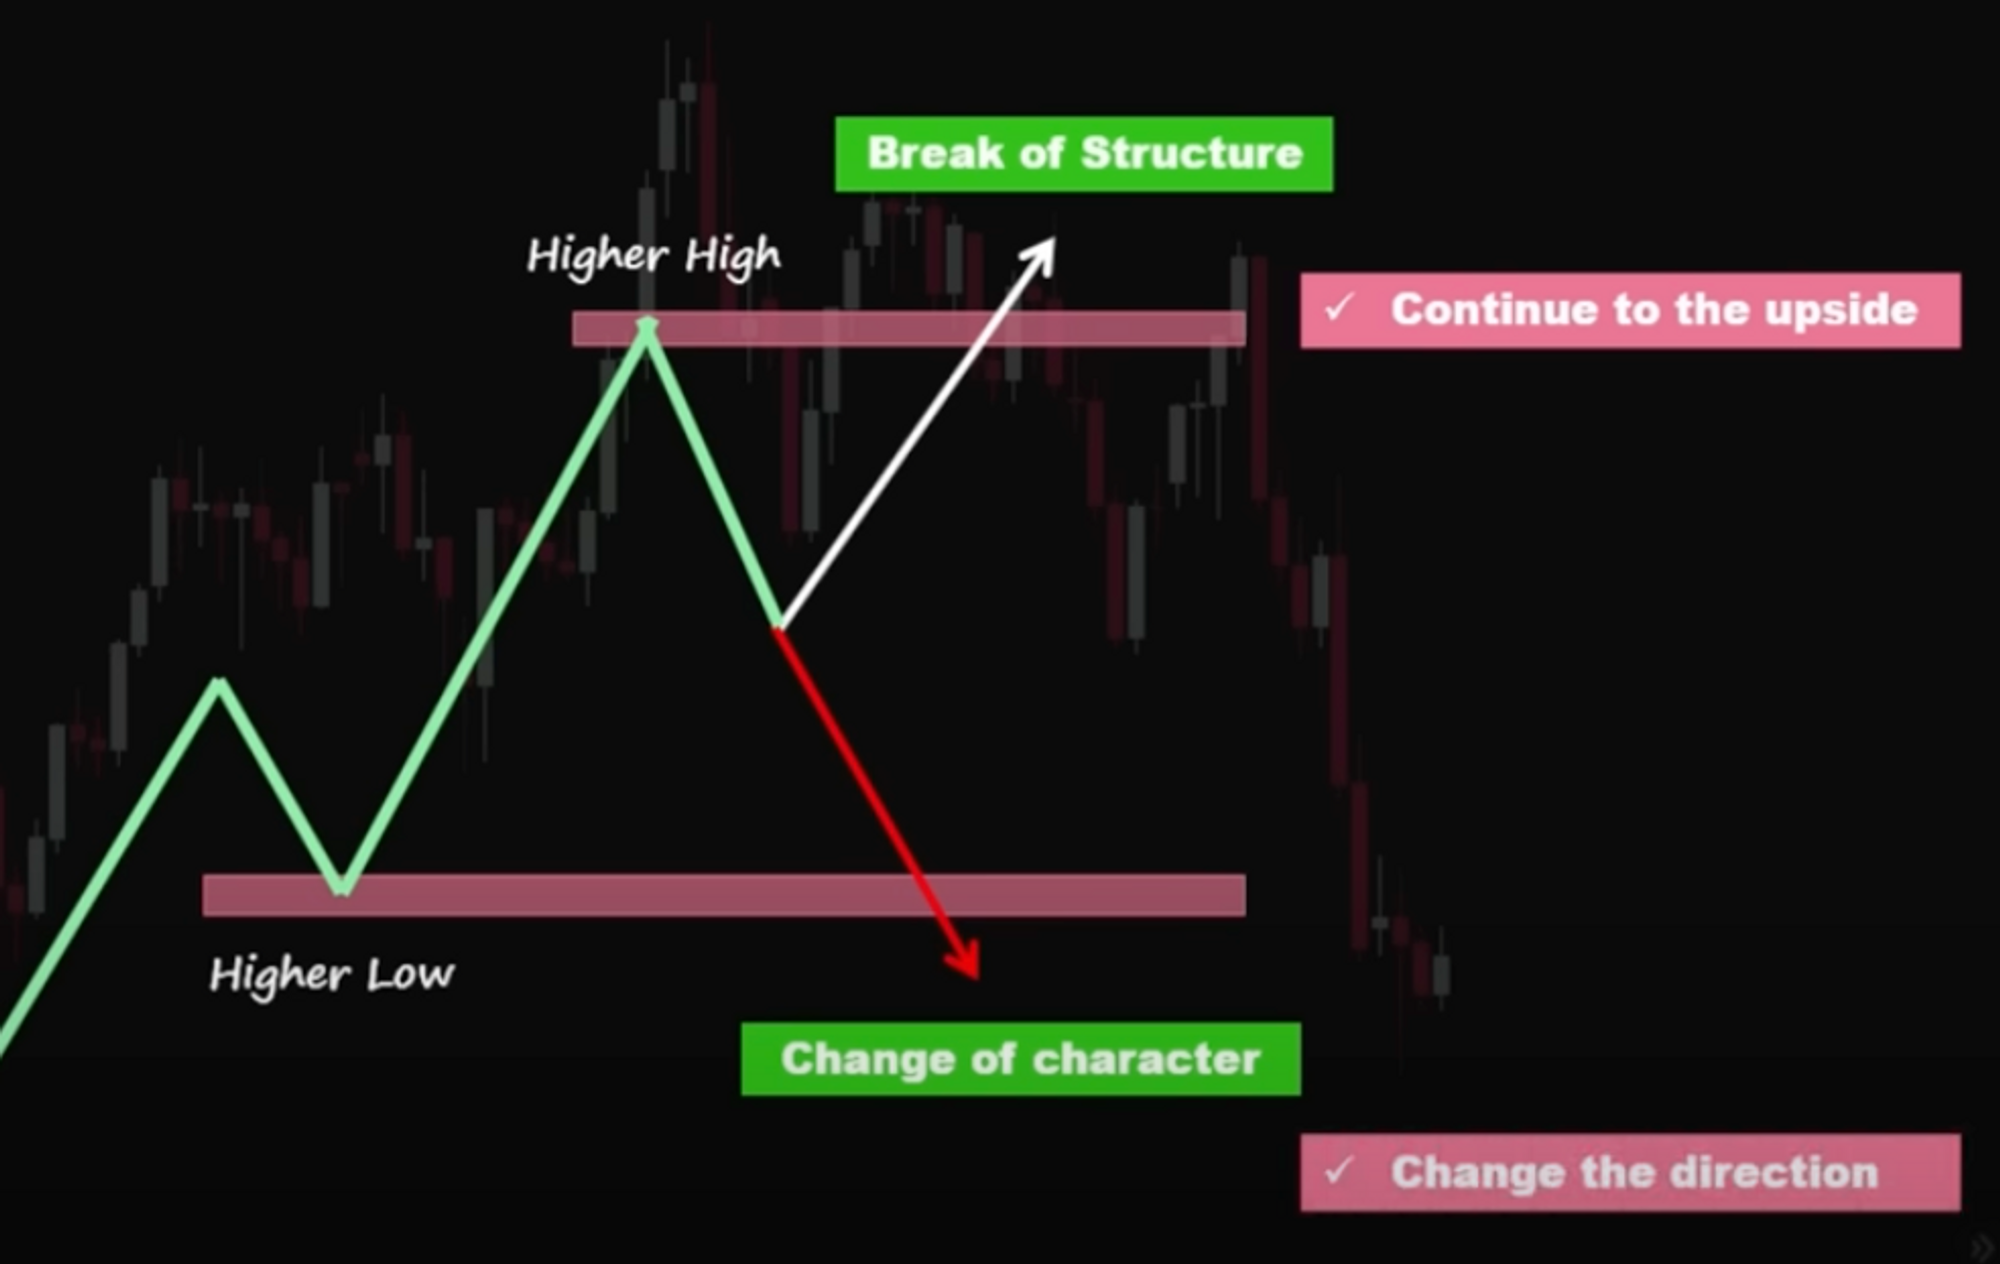 Break of Structure
Higher High
✓ Continue to the upside
Higher Low
Change of character
✓ Change the direction